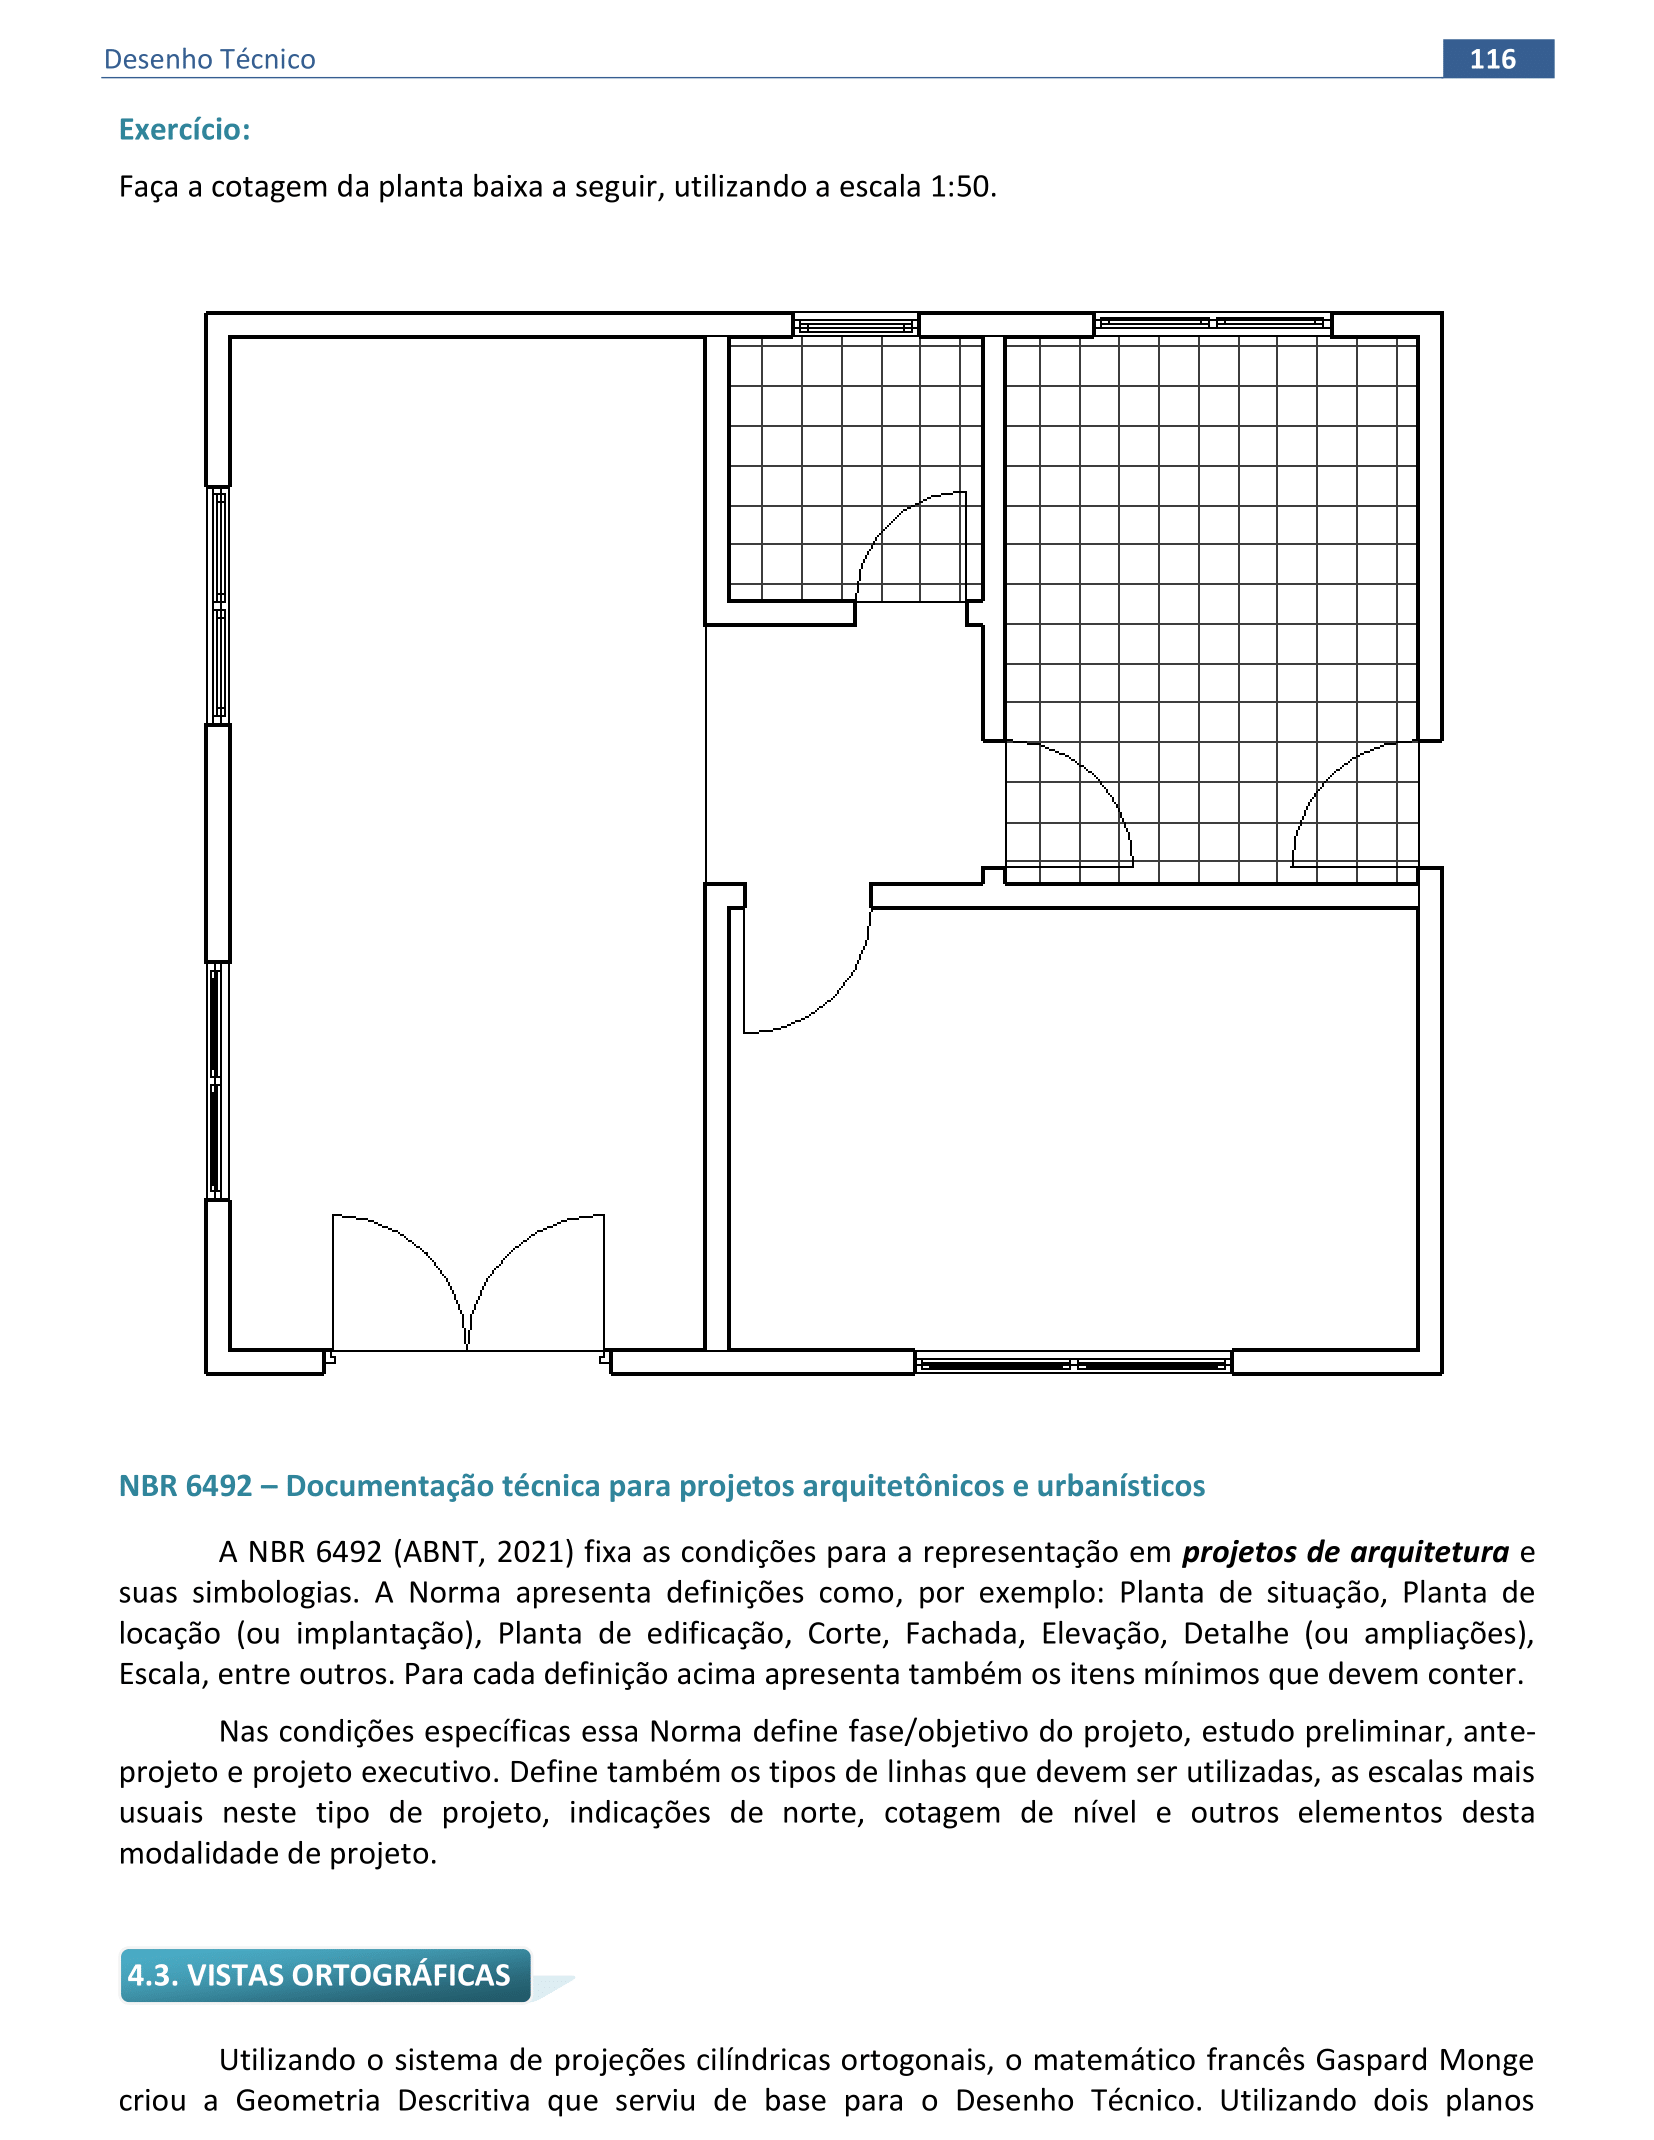 Desenho Técnico
116
Exercício:
Faça a cotagem da planta baixa a seguir, utilizando a escala 1:50.
NBR 6492 – Documentação técnica para projetos arquitetônicos e urbanísticos
A NBR 6492 (ABNT, 2021) fixa as condições para a representação em projetos de arquitetura e
suas simbologias. A Norma apresenta definições como, por exemplo: Planta de situação, Planta de
locação (ou implantação), Planta de edificação, Corte, Fachada, Elevação, Detalhe (ou ampliações),
Escala, entre outros. Para cada definição acima apresenta também os itens mínimos que devem conter.
Nas condições específicas essa Norma define fase/objetivo do projeto, estudo preliminar, ante-
projeto e projeto executivo. Define também os tipos de linhas que devem ser utilizadas, as escalas mais
usuais neste tipo de projeto, indicações de norte, cotagem de nível e outros elementos desta
modalidade de projeto.
4.3. VISTAS ORTOGRÁFICAS
Utilizando o sistema de projeções cilíndricas ortogonais, o matemático francês Gaspard Monge
criou a Geometria Descritiva que serviu de base para o Desenho Técnico. Utilizando dois planos